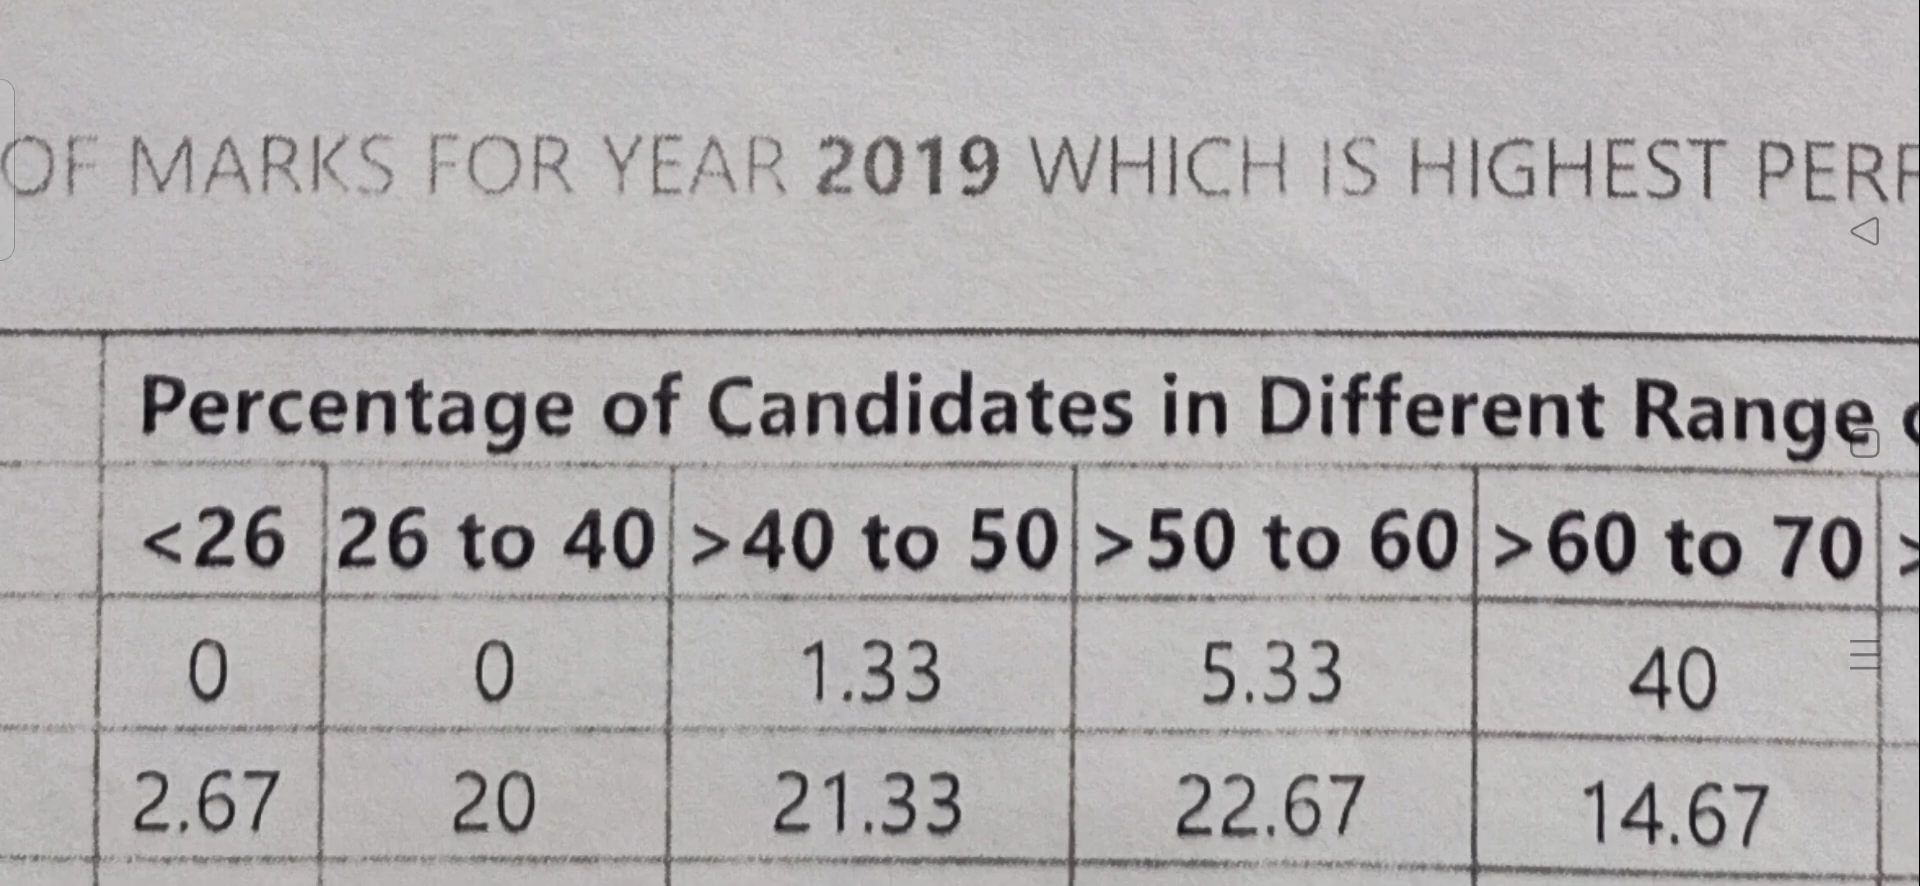 OF MARKS FOR YEAR 2019 WHICH IS HIGHEST
Percentage of Candidates in Different Range
<26 26 to 40 >40 to 50 >50 to 60 >60 to 70 >
0 0 1.33 5.33 40
2.67 20 21.33 22.67 14.67